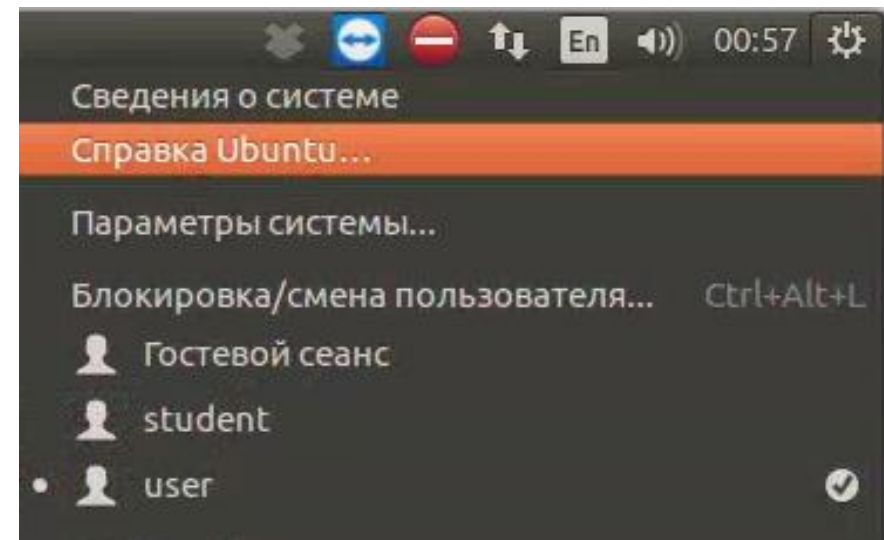 En 00:57
Сведения о системе
Справка Ubuntu...
Параметры системы...
Блокировка/смена пользователя... Ctrl+Alt+L
Гостевой сеанс
student
user